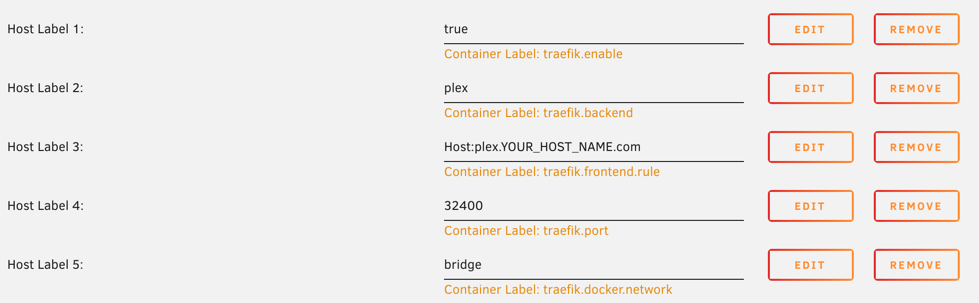 Host Label 1: true EDIT REMOVE
Container Label: traefik.enable
Host Label 2: plex EDIT REMOVE
Container Label: traefik.backend
Host Label 3: Host:plex.YOUR_HOST_NAME.com EDIT REMOVE
Container Label: traefik.frontend.rule
Host Label 4: 32400 EDIT REMOVE
Container Label: traefik.port
Host Label 5: bridge EDIT REMOVE
Container Label: traefik.docker.network